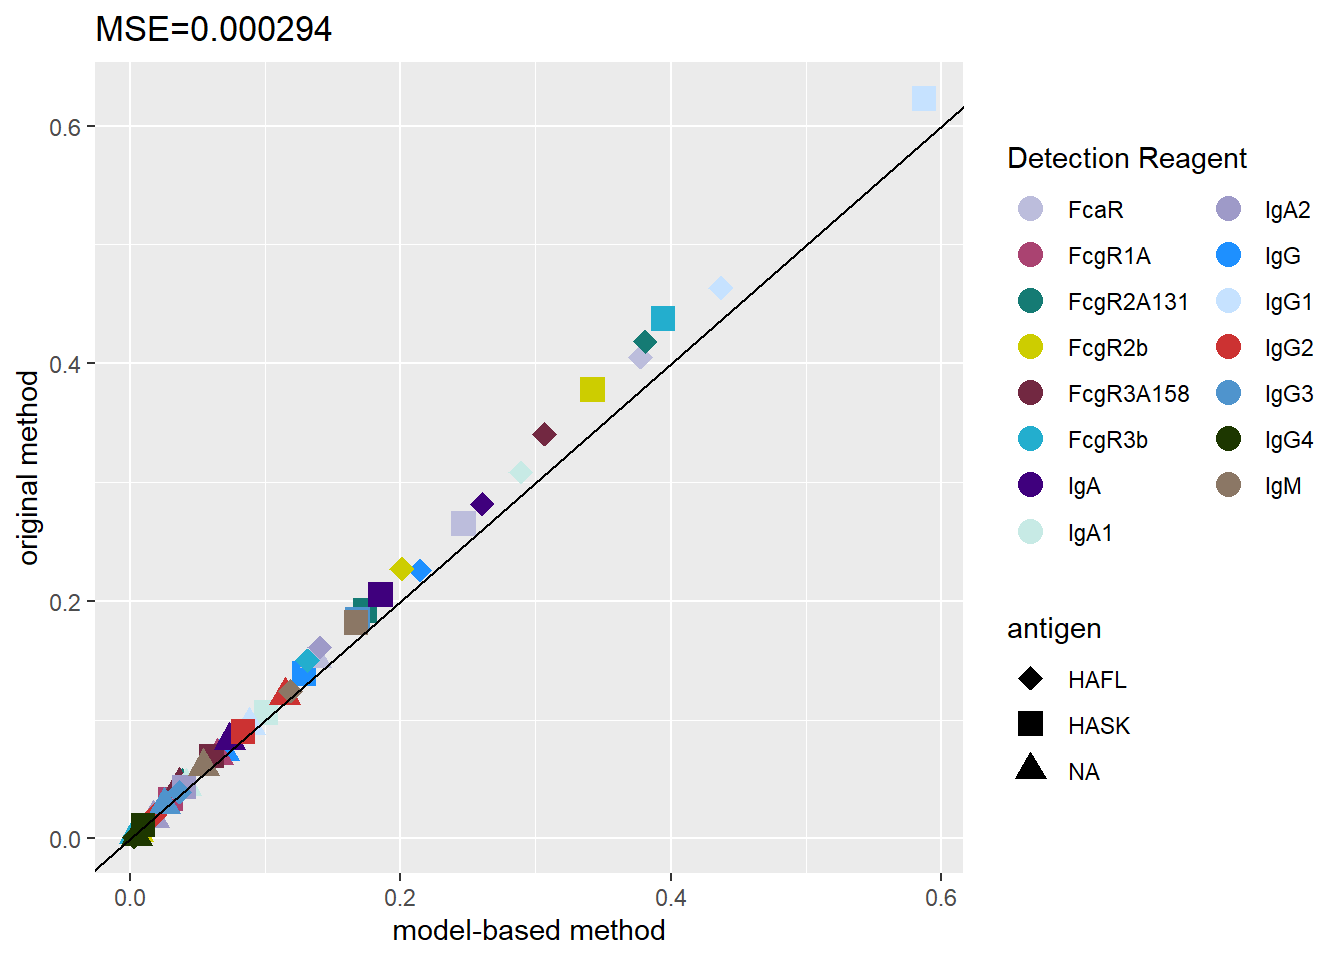 MSE=0.000294
0.6
0.4
0.2
0.0
original method
0.0
0.2
0.4
0.6
model-based method
Detection Reagent
FcaR
FcgR1A
FcgR2A131
FcgR2b
FcgR3A158
FcgR3b
IgA
IgA1
IgA2
IgG
IgG1
IgG2
IgG3
IgG4
IgM
antigen
HAFL
HASK
NA